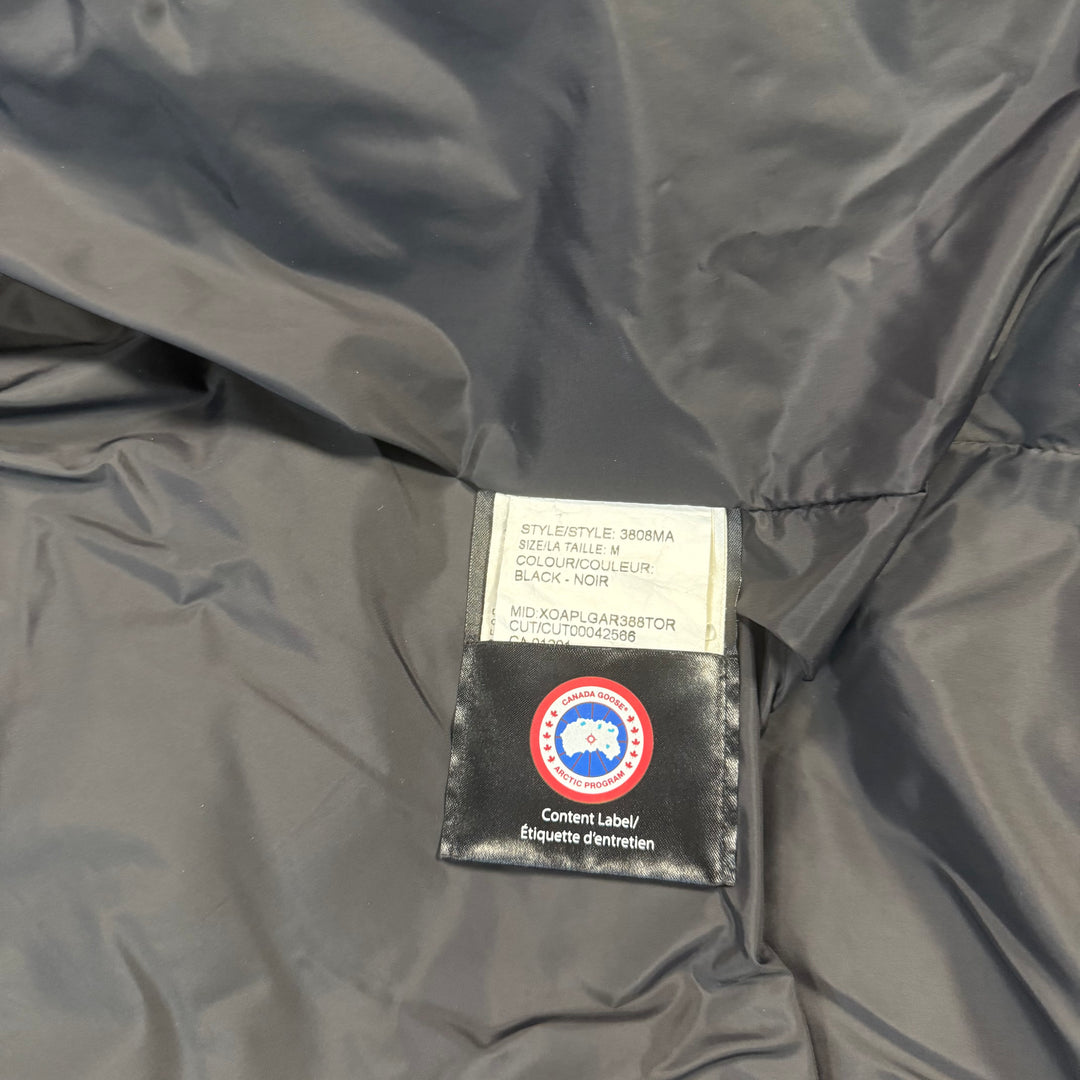 STYLE/STYLE: 3808MA
SIZE/LA TAILLE: M
COLOUR/COULEUR:
BLACK - NOIR
MID:XOAPLGAR388TOR
CUT/CUT00042566
CANADA GOOSE®
ARCTIC PROGRAM
Content Label/
Étiquette d'entretien